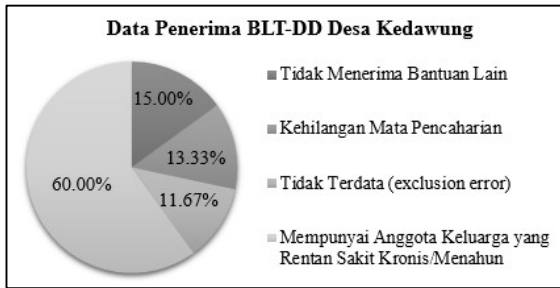 Data Penerima BLT-DD Desa Kedawung
15.00%
13.33%
11.67%
60.00%
Tidak Menerima Bantuan Lain
Kehilangan Mata Pencaharian
Tidak Terdata (exclusion error)
Mempunyai Anggota Keluarga yang
Rentan Sakit Kronis/Menahun